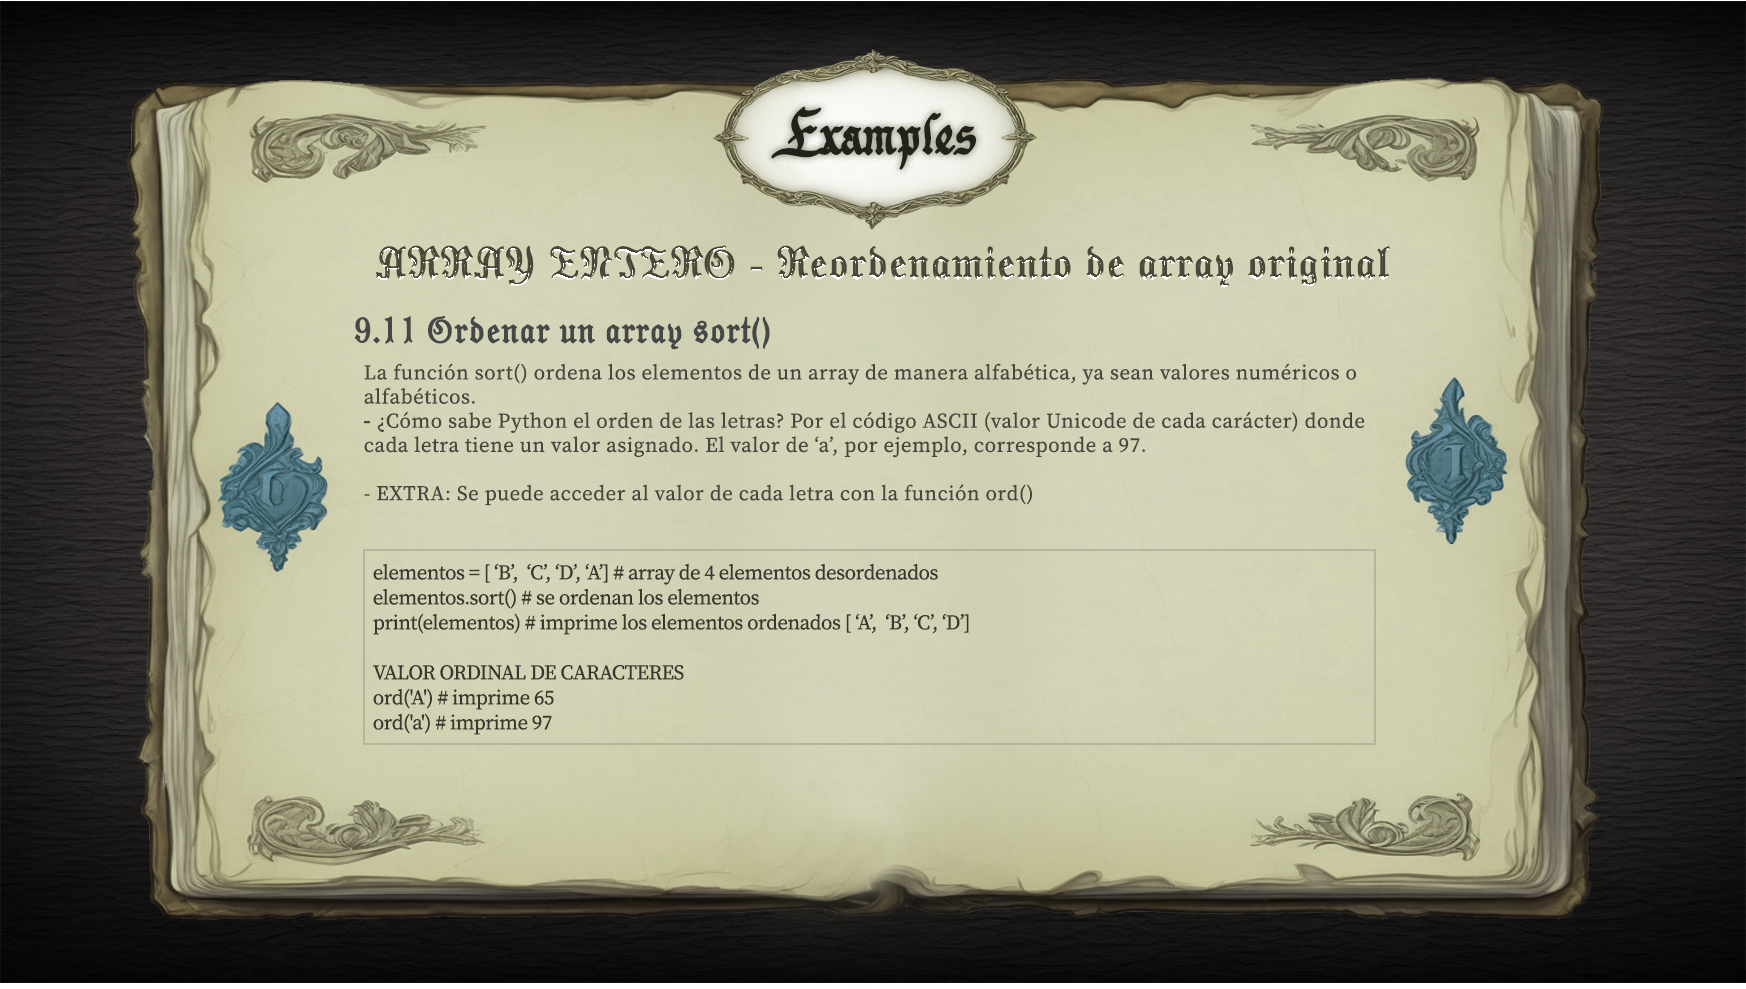 Examples
ARRAY ENTERO - Reordenamiento de array original
9.11 Ordenar un array sort()
La función sort() ordena los elementos de un array de manera alfabética, ya sean valores numéricos o
alfabéticos.
- ¿Cómo sabe Python el orden de las letras? Por el código ASCII (valor Unicode de cada carácter) donde
cada letra tiene un valor asignado. El valor de ‘a’, por ejemplo, corresponde a 97.
- EXTRA: Se puede acceder al valor de cada letra con la función ord()
0
1
elementos = [ ‘B’,  ‘C’, ‘D’, ‘A’] # array de 4 elementos desordenados
elementos.sort() # se ordenan los elementos
print(elementos) # imprime los elementos ordenados [ ‘A’,  ‘B’, ‘C’, ‘D’]
VALOR ORDINAL DE CARACTERES
ord('A') # imprime 65
ord('a') # imprime 97